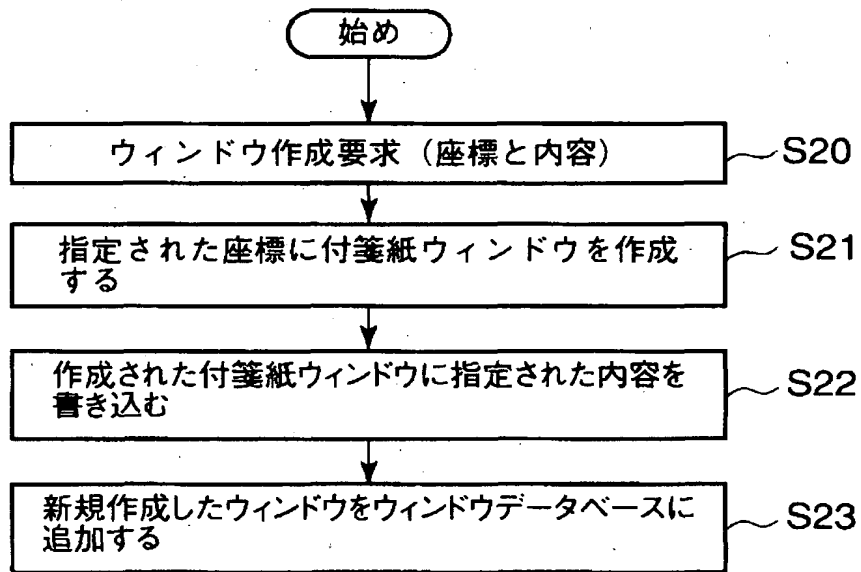 始め
ウィンドウ作成要求（座標と内容）
S20
指定された座標に付箋紙ウィンドウを作成
する
S21
作成された付箋紙ウィンドウに指定された内容を
書き込む
S22
新規作成したウィンドウをウィンドウデータベースに
追加する
S23